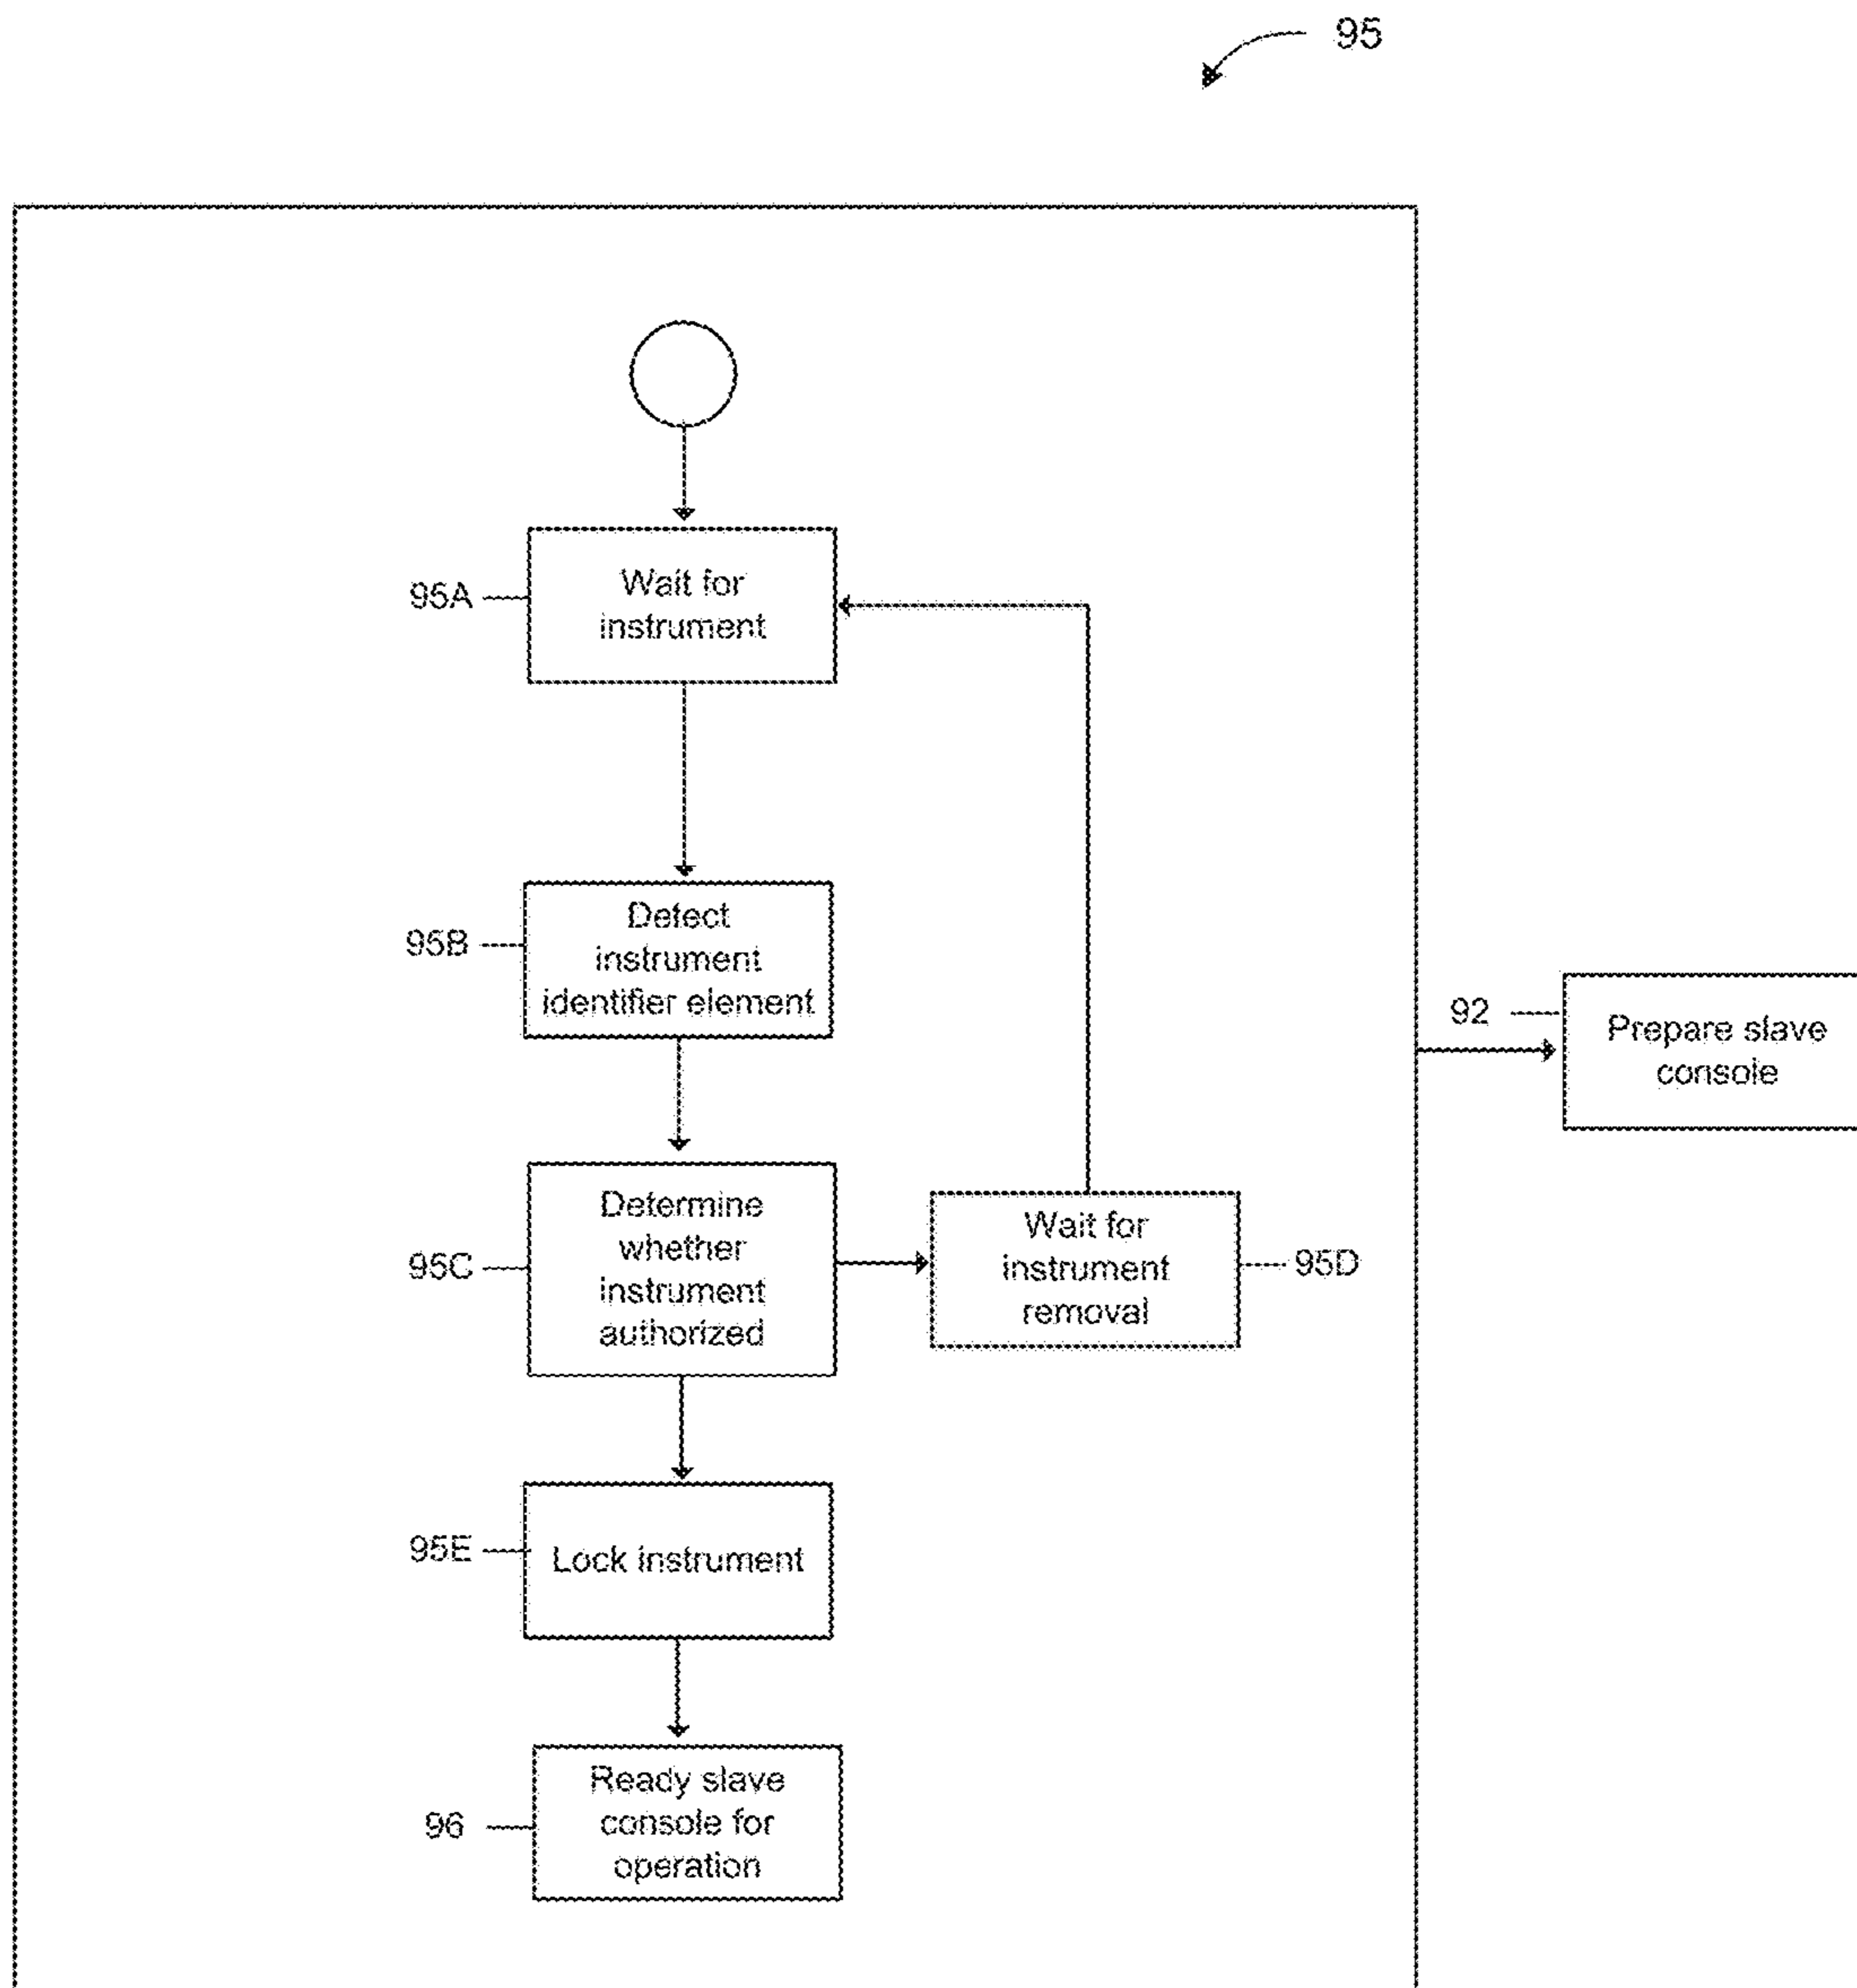 95
95A
Wait for
instrument
95B
Detect
instrument
identifier element
92
Prepare slave
console
95C
Determine
whether
instrument
authorized
Wait for
instrument
removal
95D
95E
Lock instrument
96
Ready slave
console for
operation